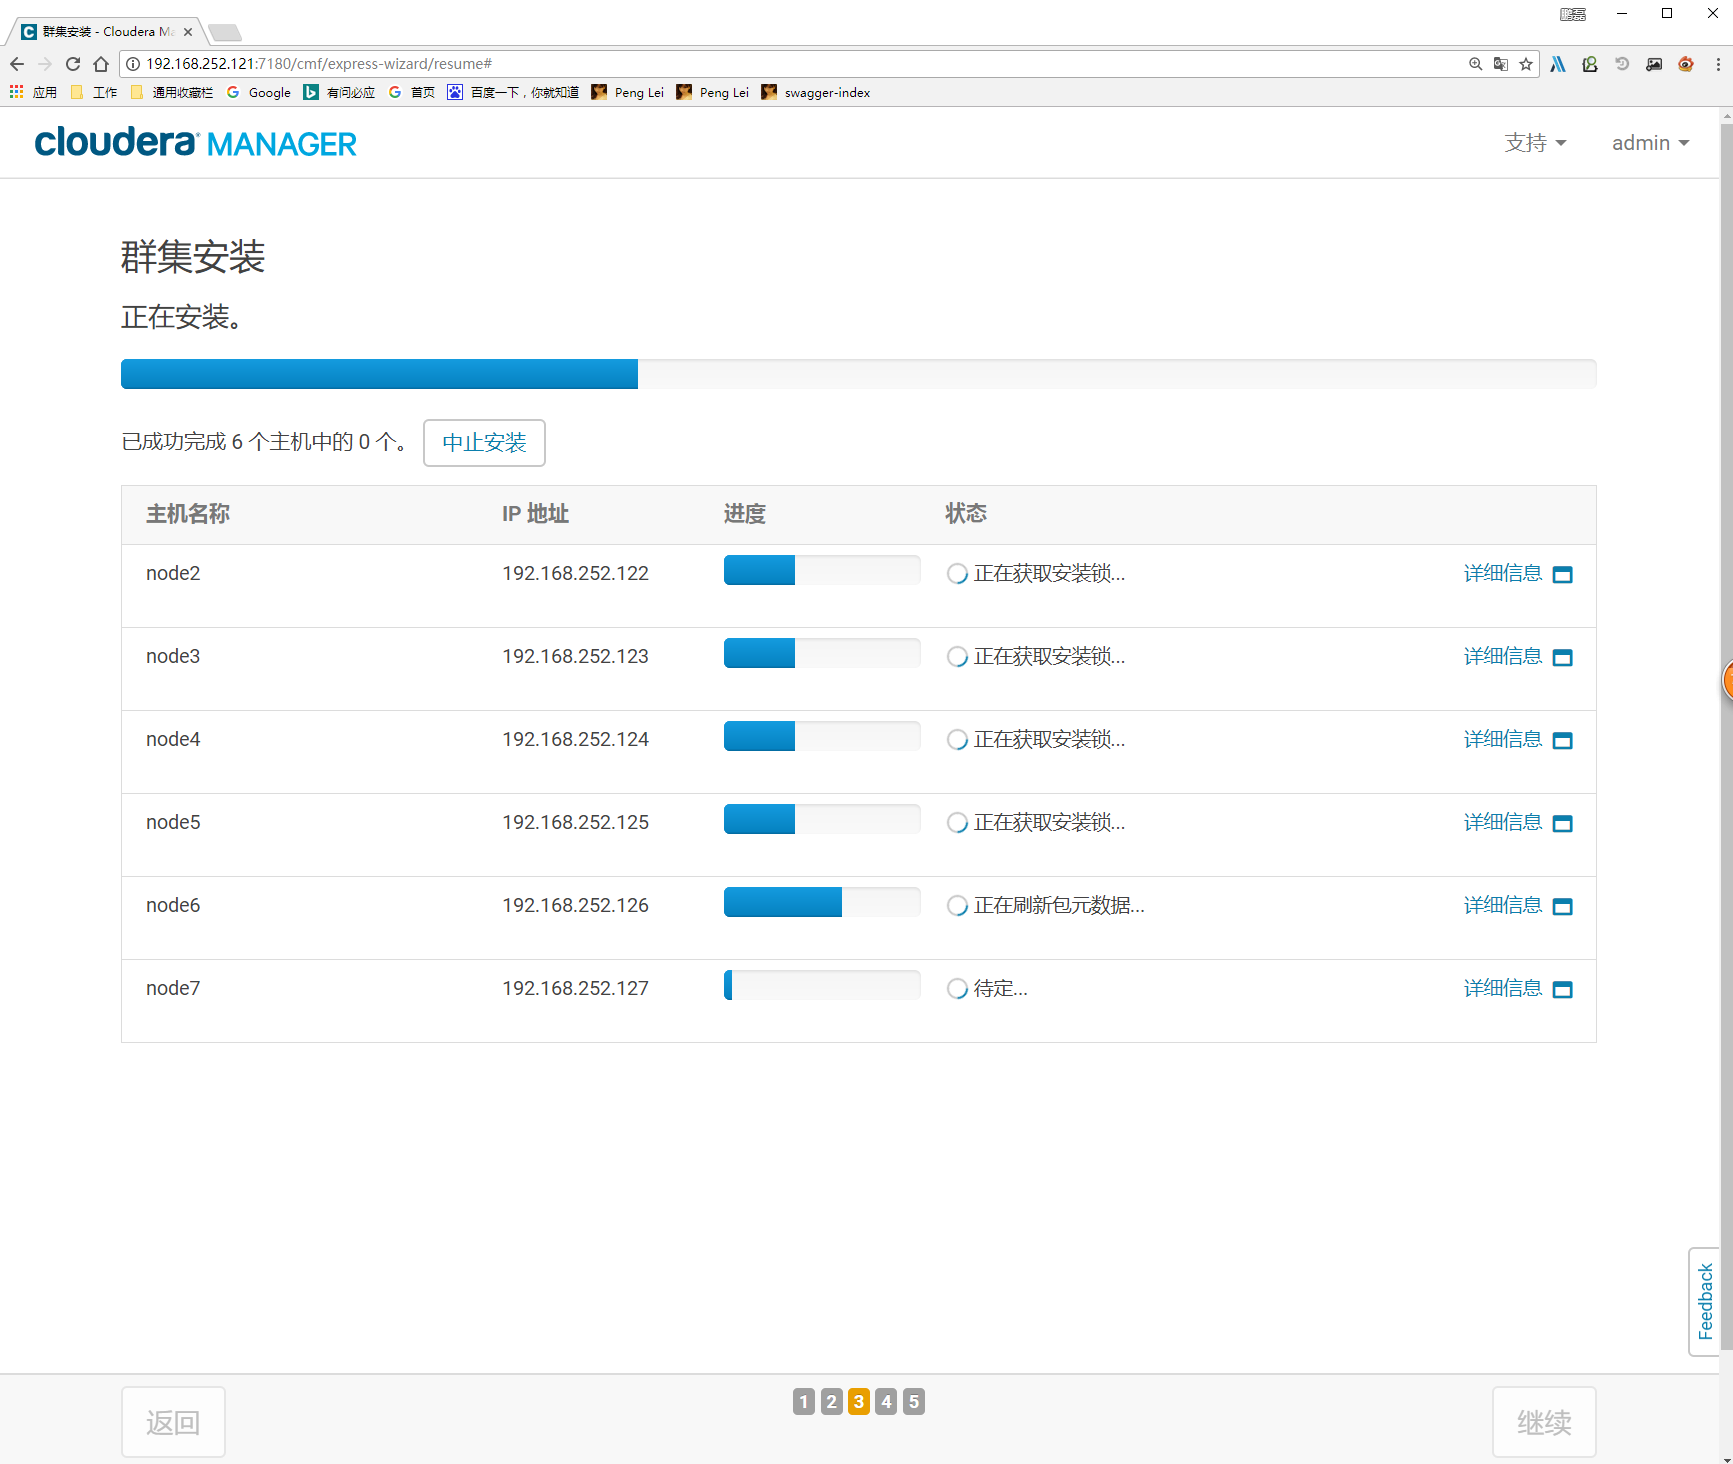 鹏磊
群集安装 - Cloudera Ma
192.168.252.121:7180/cmf/express-wizard/resume#
应用 工作 通用收藏栏 Google 有问必应 首页 百度一下，你就知道 Peng Lei Peng Lei swagger-index
cloudera MANAGER 支持 admin
群集安装
正在安装。
已成功完成 6 个主机中的 0 个。 中止安装
主机名称 IP 地址 进度 状态
node2 192.168.252.122 正在获取安装锁... 详细信息
node3 192.168.252.123 正在获取安装锁... 详细信息
node4 192.168.252.124 正在获取安装锁... 详细信息
node5 192.168.252.125 正在获取安装锁... 详细信息
node6 192.168.252.126 正在刷新包元数据... 详细信息
node7 192.168.252.127 待定... 详细信息
Feedback
返回 1 2 3 4 5 继续